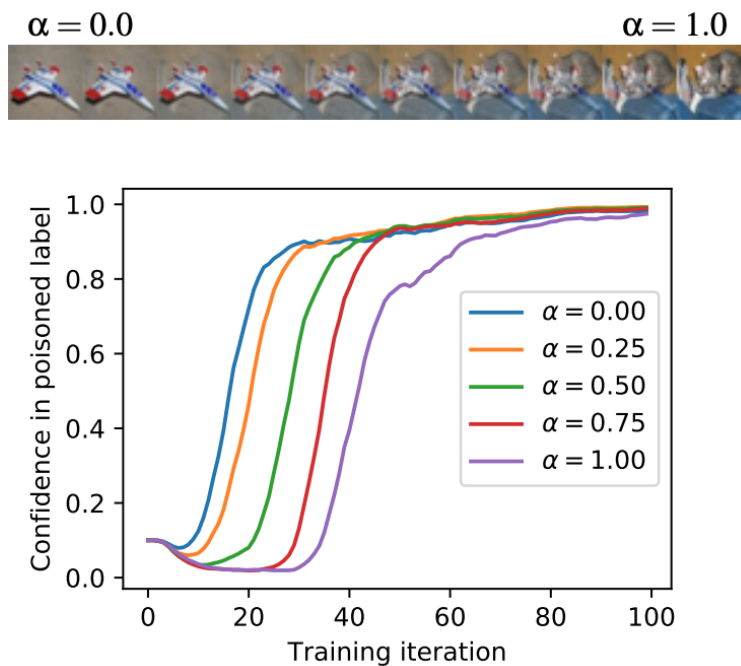 α = 0.0
α = 1.0
1.0
0.8
0.6
0.4
0.2
0.0
Confidence in poisoned label
α = 0.00
α = 0.25
α = 0.50
α = 0.75
α = 1.00
0 20 40 60 80 100
Training iteration